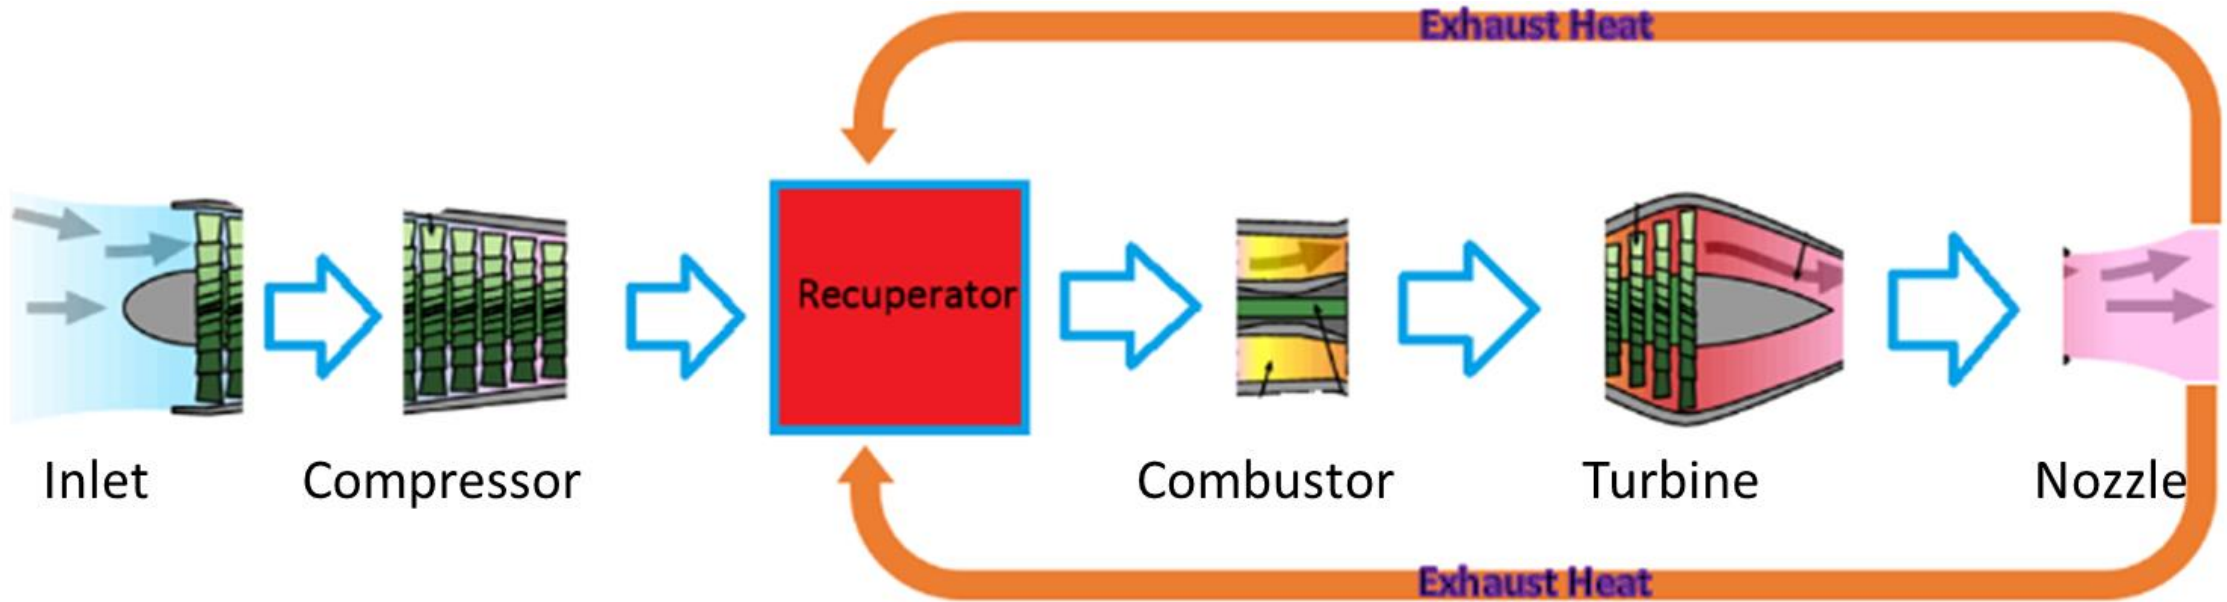 Exhaust Heat
Recuperator
Inlet
Compressor
Combustor
Turbine
Nozzle
Exhaust Heat